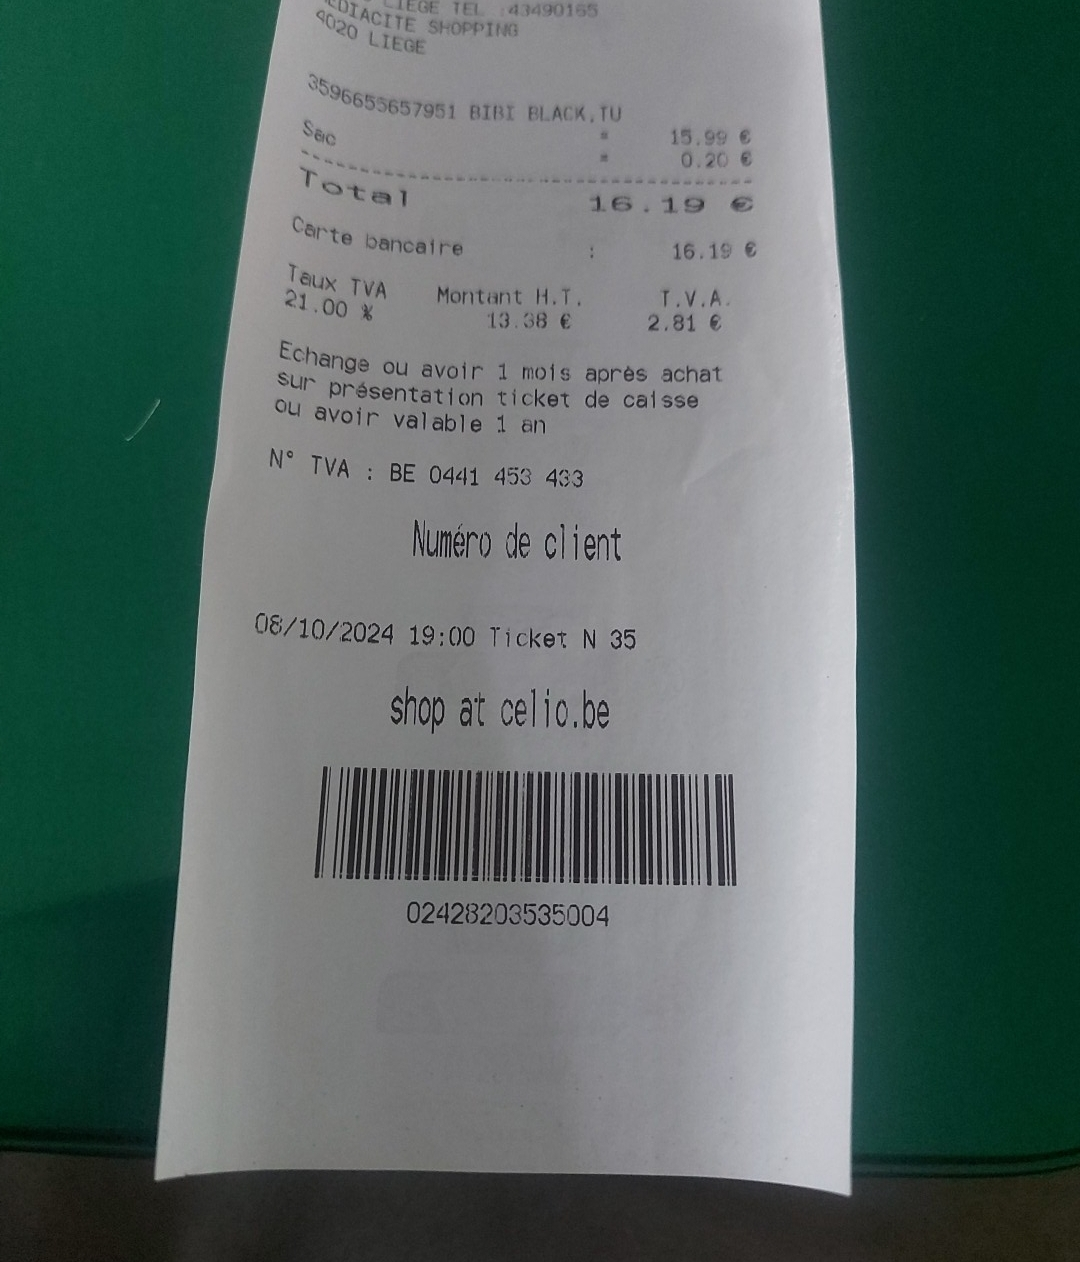 LIEGE TEL :43490165
EDIACITE SHOPPING
4020 LIEGE
3596655657951 BIBI BLACK,TU
" 15.99 €
Sac " 0.20 €
Total 16.19 €
Carte bancaire : 16.19 €
Taux TVA Montant H.T. T.V.A.
21.00 % 13.38 € 2.81 €
Echange ou avoir 1 mois après achat
sur présentation ticket de caisse
ou avoir valable 1 an
N° TVA : BE 0441 453 433
Numéro de client
08/10/2024 19:00 Ticket N 35
shop at celio.be
02428203535004